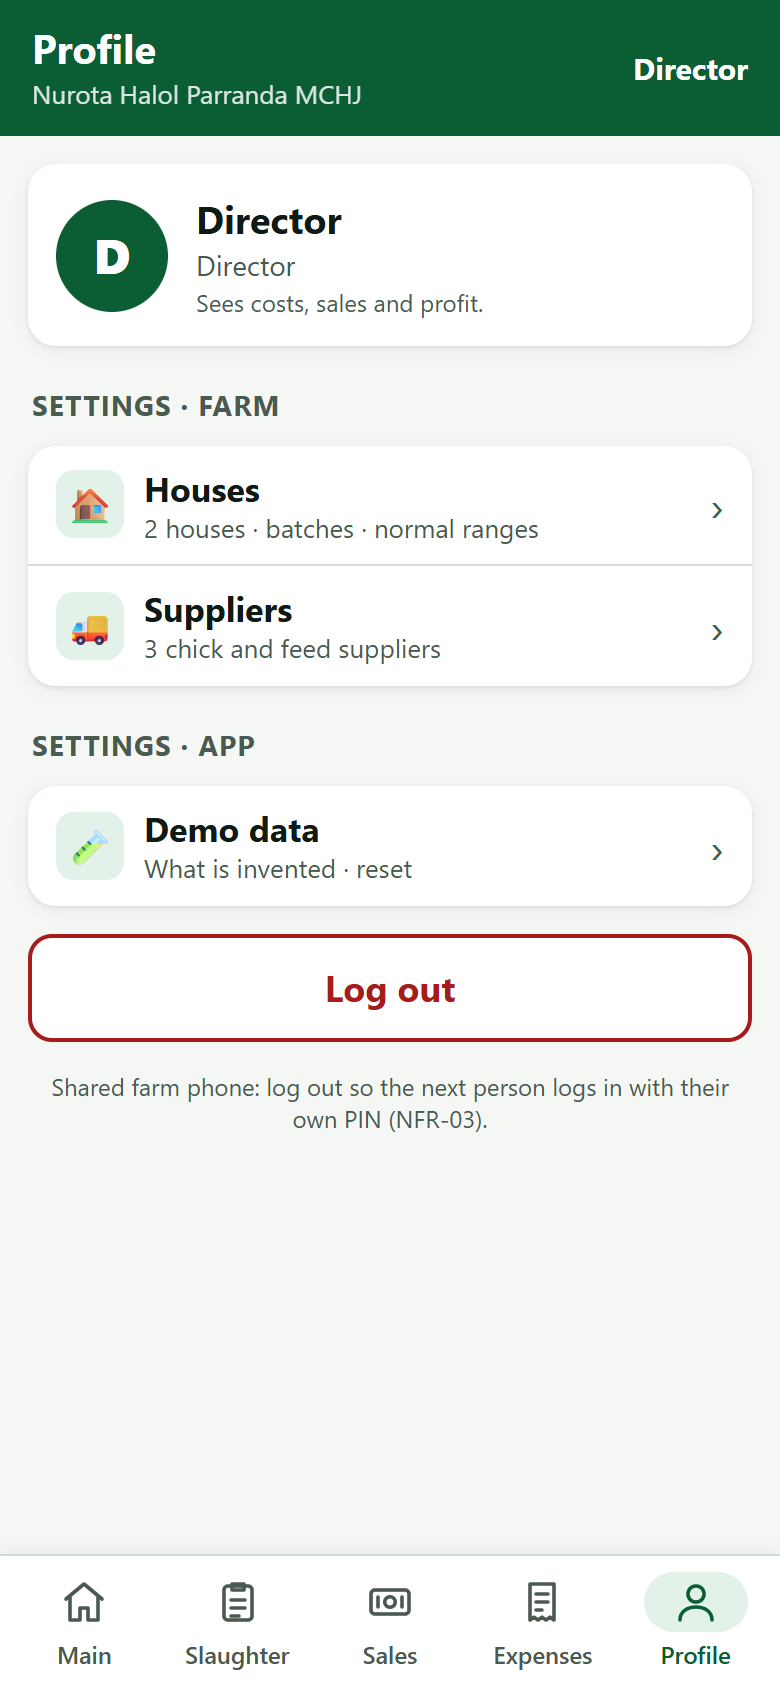 Profile
Nurota Halol Parranda MCHJ
Director
D
Director
Director
Sees costs, sales and profit.
SETTINGS · FARM
Houses
2 houses · batches · normal ranges
›
Suppliers
3 chick and feed suppliers
›
SETTINGS · APP
Demo data
What is invented · reset
›
Log out
Shared farm phone: log out so the next person logs in with their
own PIN (NFR-03).
Main
Slaughter
Sales
Expenses
Profile